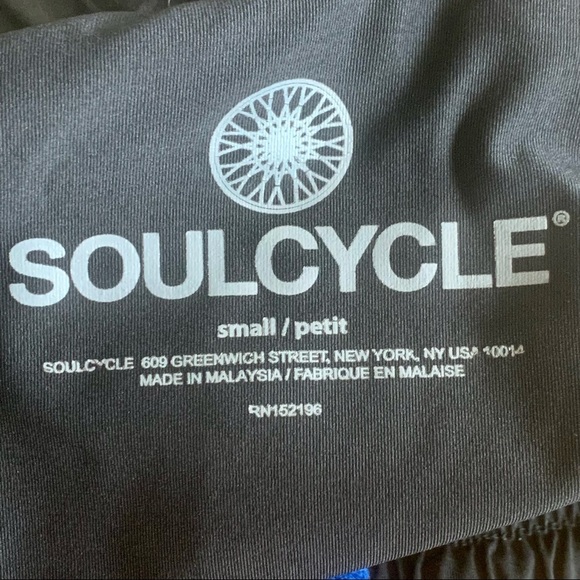 SOULCYCLE®
small / petit
SOULCYCLE 609 GREENWICH STREET, NEW YORK, NY USA 10014
MADE IN MALAYSIA / FABRIQUE EN MALAISE
RN152196